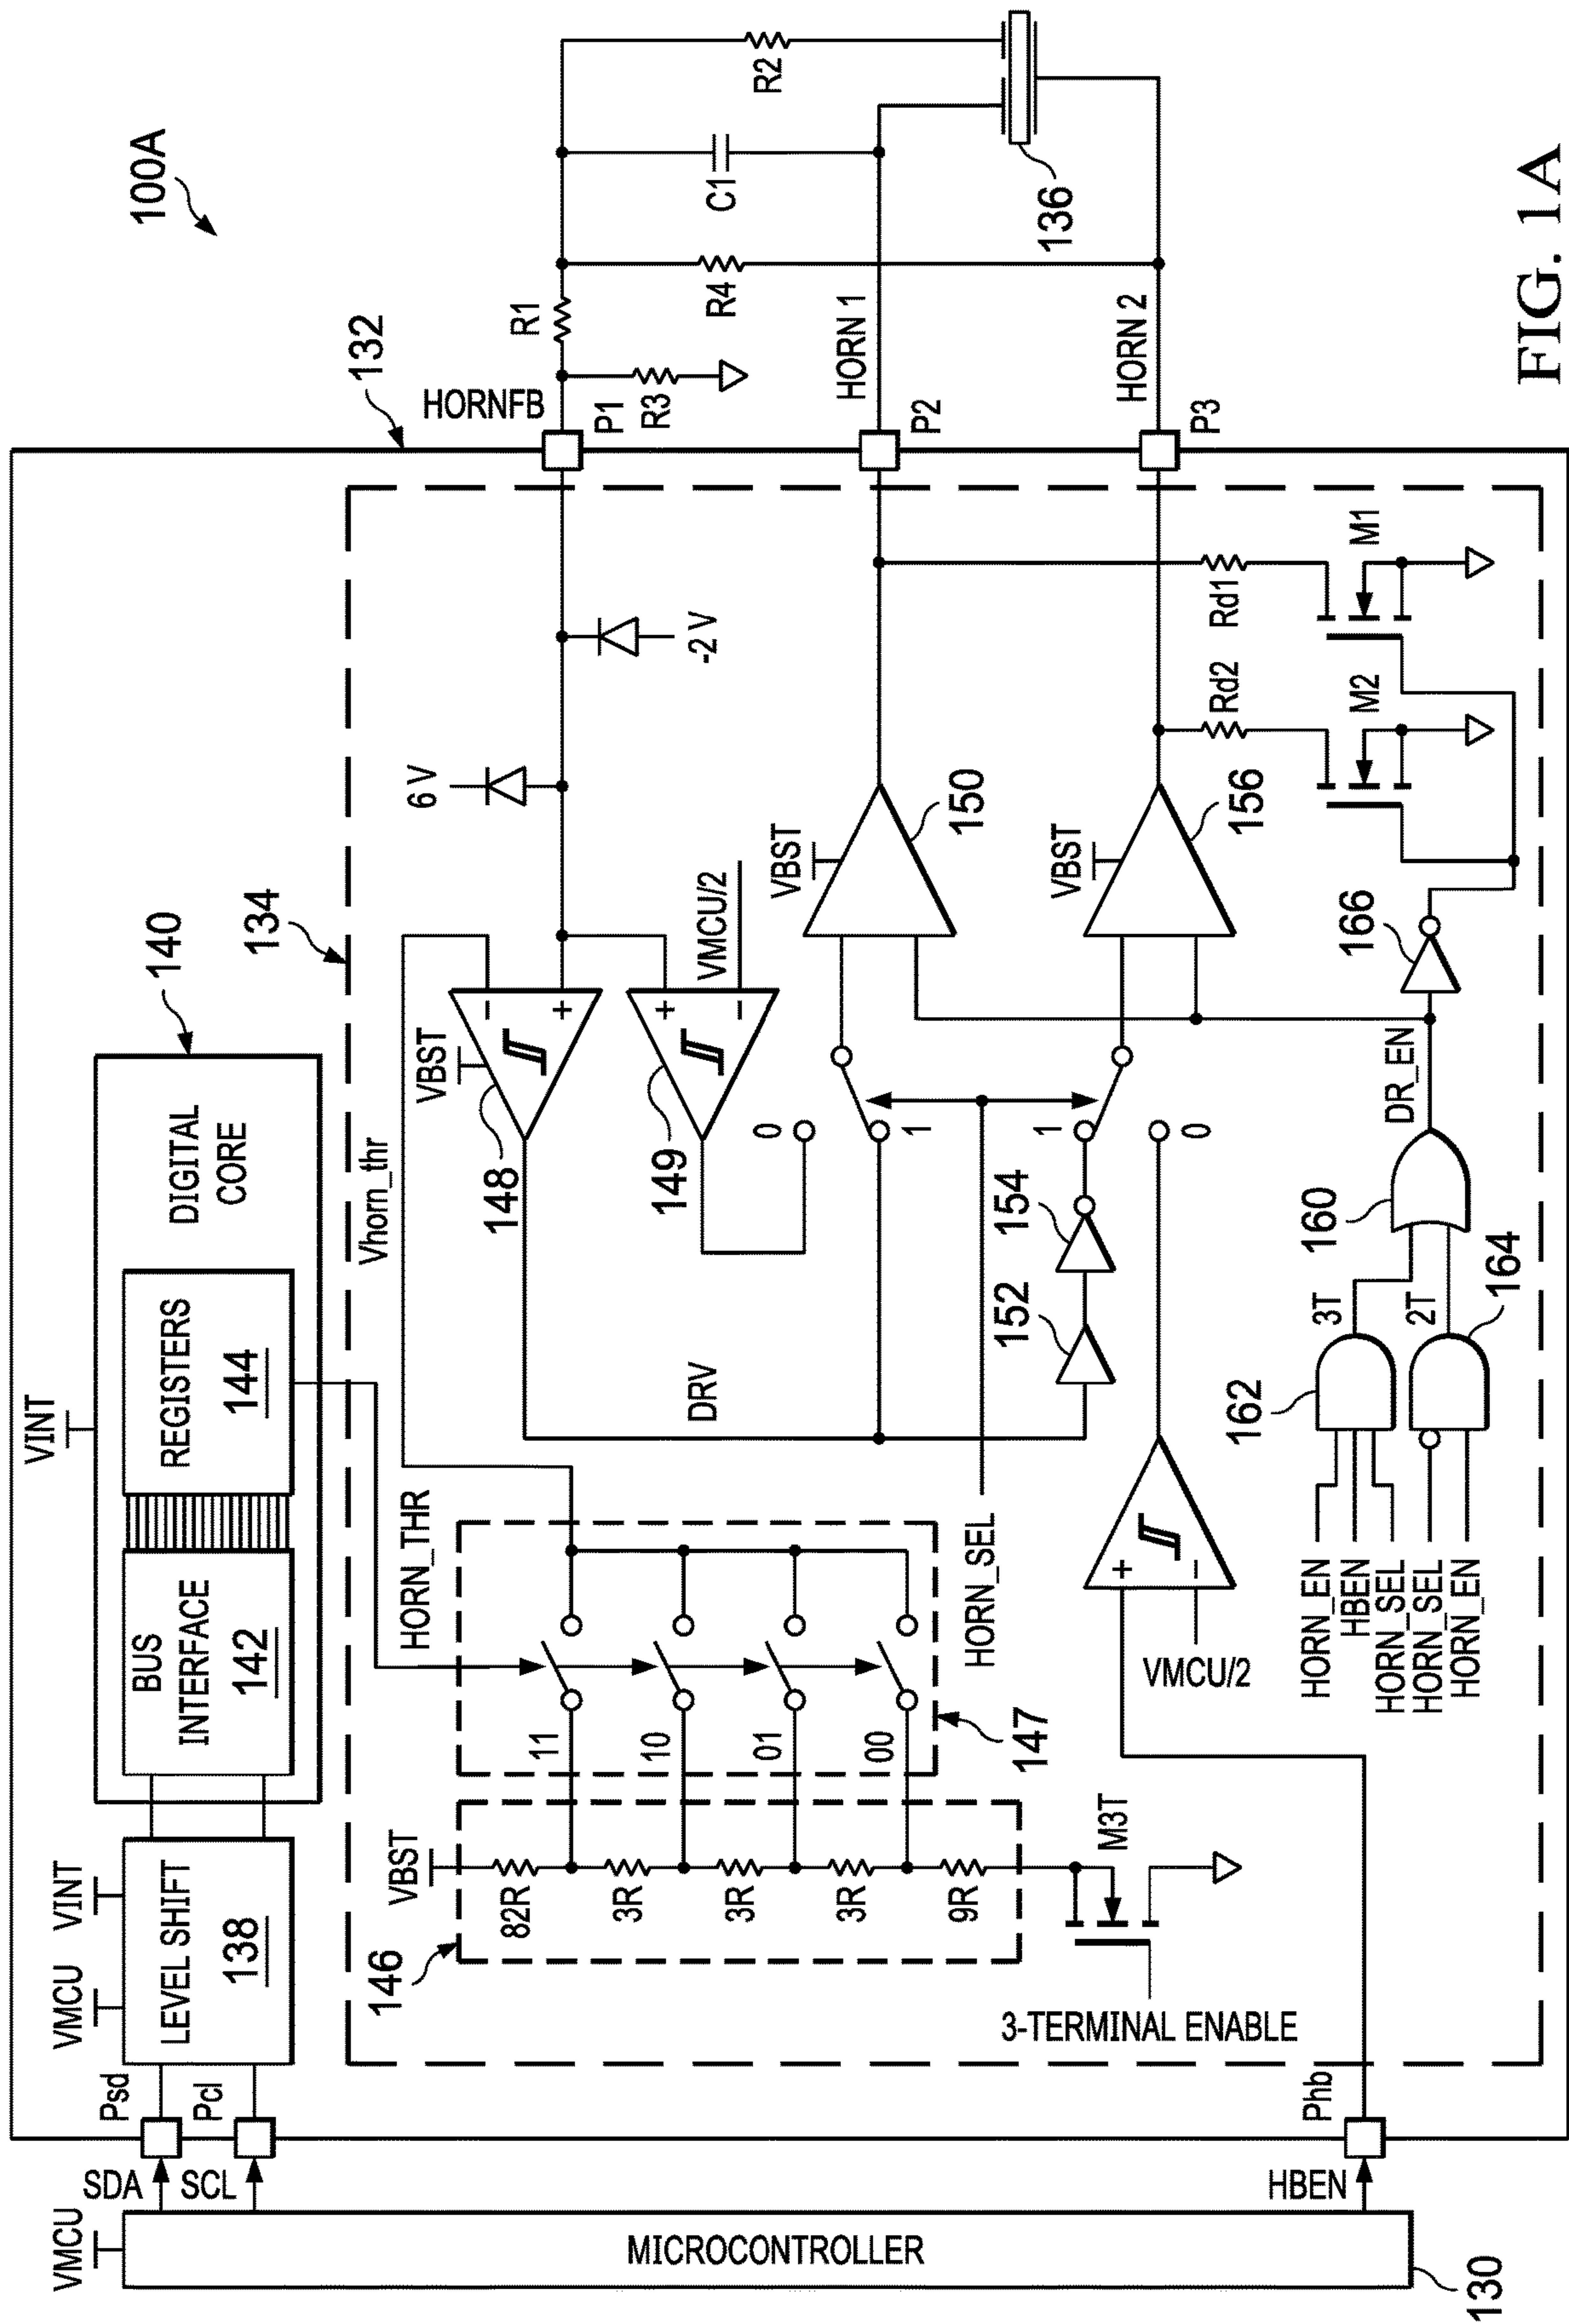 100A
132
HORNFB
P1
R1
R3
R4
C1
R2
HORN 1
P2
HORN 2
P3
136
VMCU
MICROCONTROLLER
130
SDA
SCL
HBEN
Psd
Pcl
Phb
VMCU
VINT
LEVEL SHIFT
138
VINT
DIGITAL
CORE
140
BUS
INTERFACE
142
REGISTERS
144
134
HORN_THR
Vhorn_thr
VBST
82R
3R
3R
3R
9R
146
11
10
01
00
147
M3T
3-TERMINAL ENABLE
VBST
-
+
148
+
-
149
VMCU/2
6 V
-2 V
DRV
0
1
1
0
HORN_SEL
152
154
VBST
150
VBST
156
+
-
VMCU/2
HORN_EN
HBEN
HORN_SEL
HORN_SEL
HORN_EN
162
3T
2T
164
160
DR_EN
166
Rd1
Rd2
M1
M2
FIG. 1A